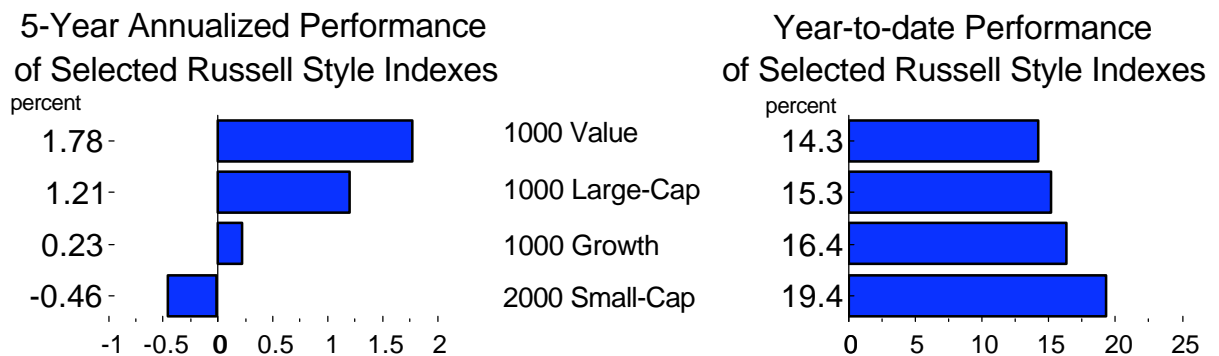 5-Year Annualized Performance
of Selected Russell Style Indexes
percent
1.78
1.21
0.23
-0.46
-1 -0.5 0 0.5 1 1.5 2
1000 Value
1000 Large-Cap
1000 Growth
2000 Small-Cap
Year-to-date Performance
of Selected Russell Style Indexes
percent
14.3
15.3
16.4
19.4
0 5 10 15 20 25